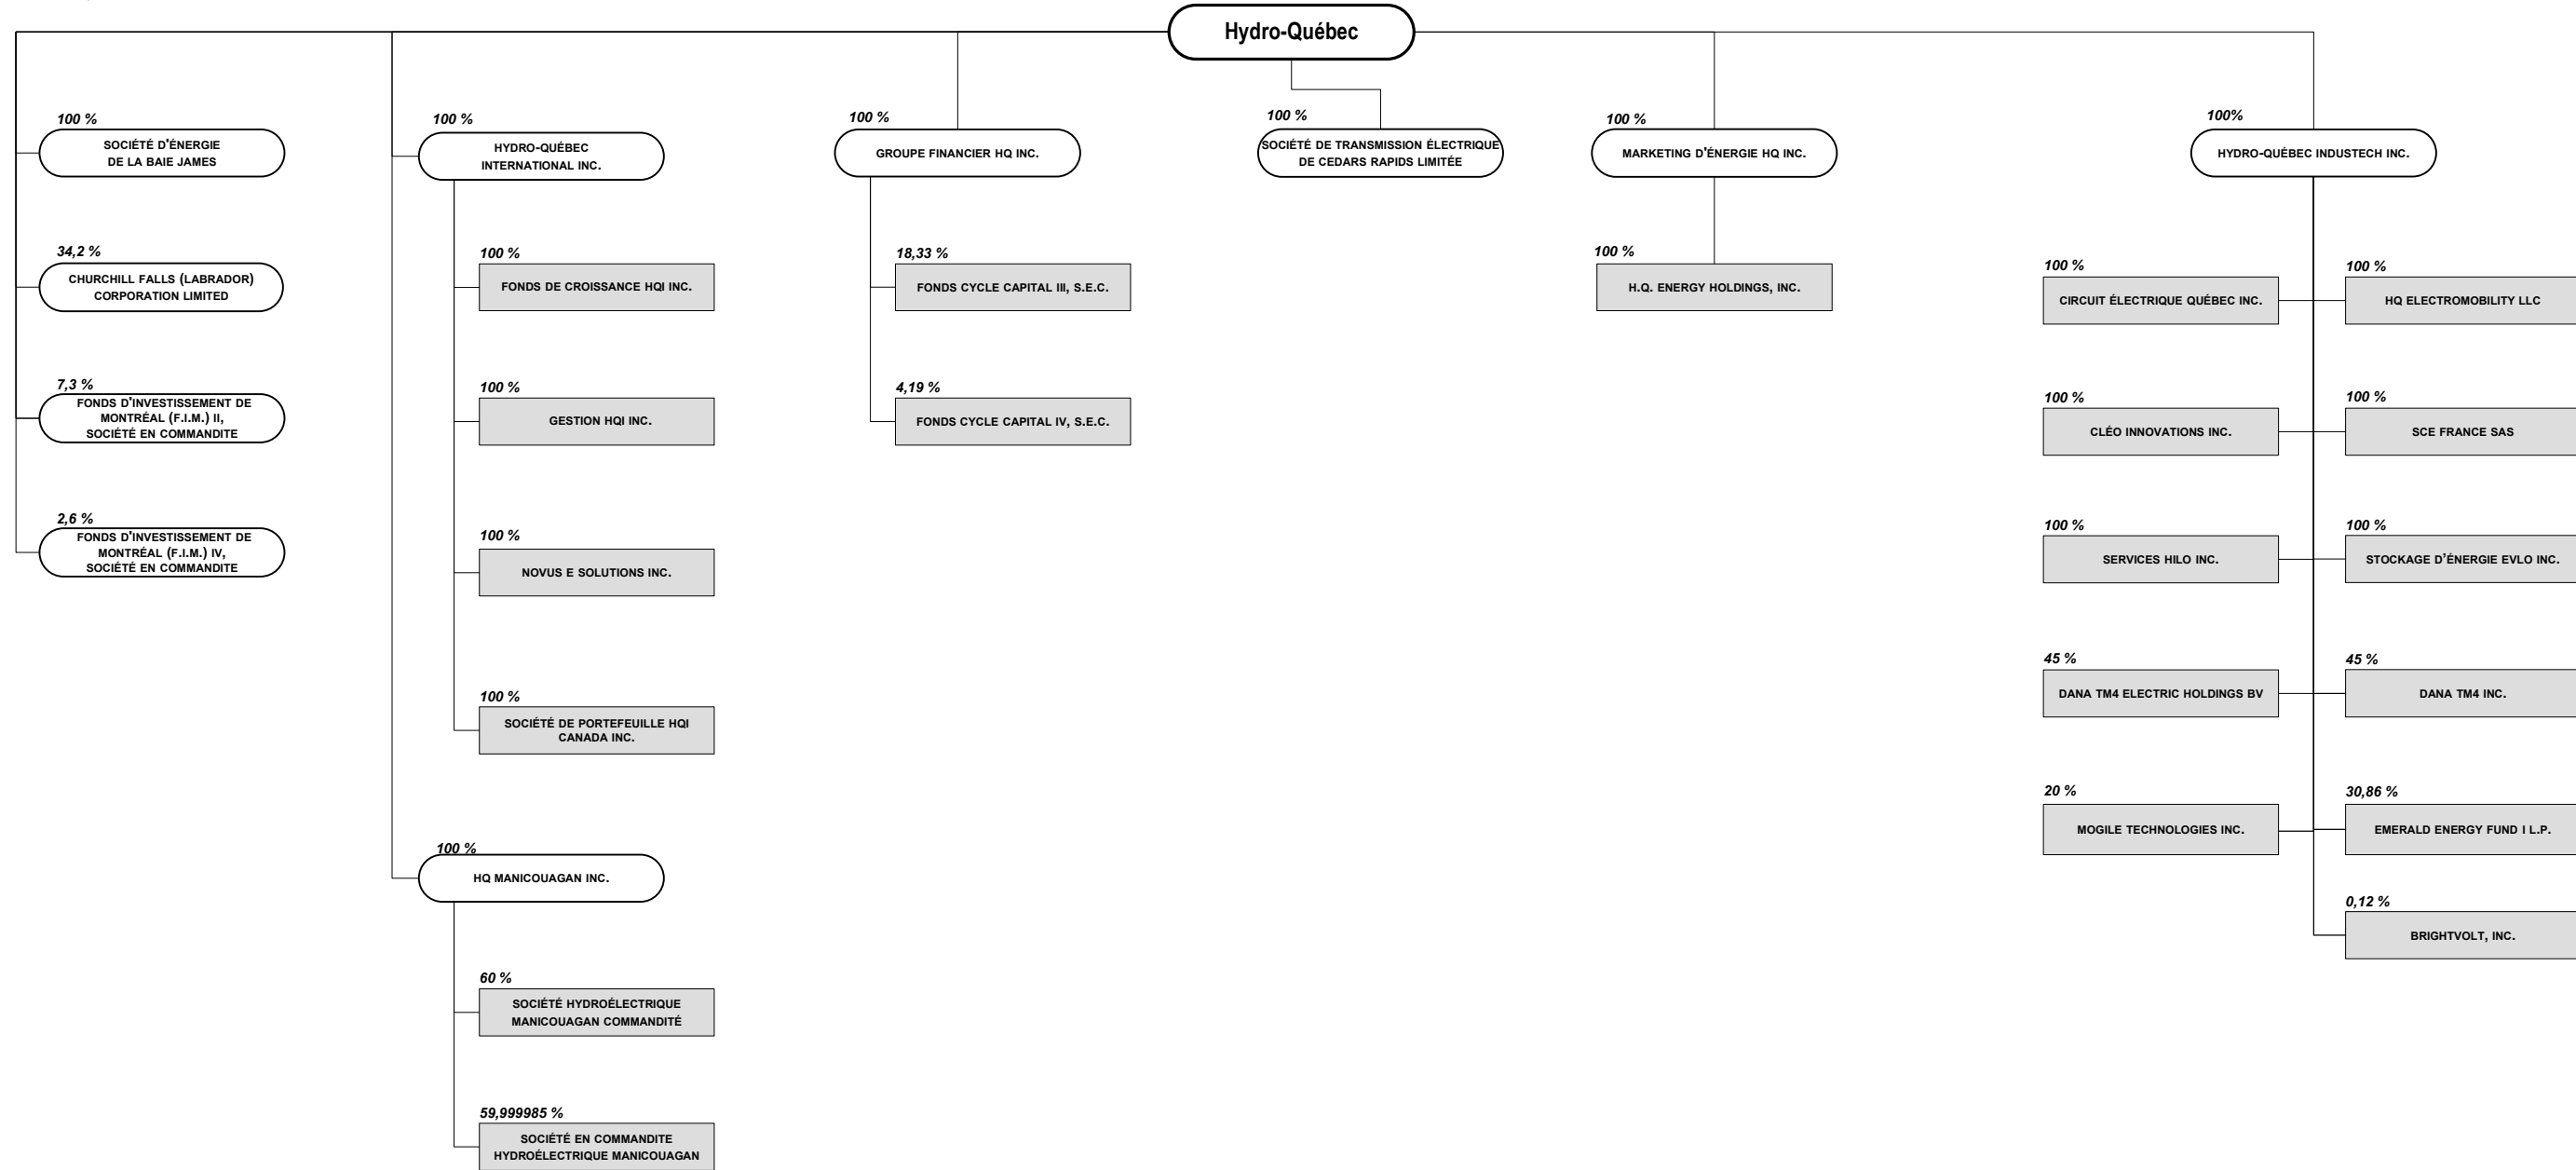 Hydro-Québec
100 %
SOCIÉTÉ D'ÉNERGIE
DE LA BAIE JAMES
34,2 %
CHURCHILL FALLS (LABRADOR)
CORPORATION LIMITED
7,3 %
FONDS D'INVESTISSEMENT DE
MONTRÉAL (F.I.M.) II,
SOCIÉTÉ EN COMMANDITE
2,6 %
FONDS D'INVESTISSEMENT DE
MONTRÉAL (F.I.M.) IV,
SOCIÉTÉ EN COMMANDITE
100 %
HYDRO-QUÉBEC
INTERNATIONAL INC.
100 %
FONDS DE CROISSANCE HQI INC.
100 %
GESTION HQI INC.
100 %
NOVUS E SOLUTIONS INC.
100 %
SOCIÉTÉ DE PORTEFEUILLE HQI
CANADA INC.
100 %
HQ MANICOUAGAN INC.
60 %
SOCIÉTÉ HYDROÉLECTRIQUE
MANICOUAGAN COMMANDITÉ
59,999985 %
SOCIÉTÉ EN COMMANDITE
HYDROÉLECTRIQUE MANICOUAGAN
100 %
GROUPE FINANCIER HQ INC.
18,33 %
FONDS CYCLE CAPITAL III, S.E.C.
4,19 %
FONDS CYCLE CAPITAL IV, S.E.C.
100 %
SOCIÉTÉ DE TRANSMISSION ÉLECTRIQUE
DE CEDARS RAPIDS LIMITÉE
100 %
MARKETING D'ÉNERGIE HQ INC.
100 %
H.Q. ENERGY HOLDINGS, INC.
100%
HYDRO-QUÉBEC INDUSTECH INC.
100 %
CIRCUIT ÉLECTRIQUE QUÉBEC INC.
100 %
HQ ELECTROMOBILITY LLC
100 %
CLÉO INNOVATIONS INC.
100 %
SCE FRANCE SAS
100 %
SERVICES HILO INC.
100 %
STOCKAGE D'ÉNERGIE EVLO INC.
45 %
DANA TM4 ELECTRIC HOLDINGS BV
45 %
DANA TM4 INC.
20 %
MOGILE TECHNOLOGIES INC.
30,86 %
EMERALD ENERGY FUND I L.P.
0,12 %
BRIGHTVOLT, INC.